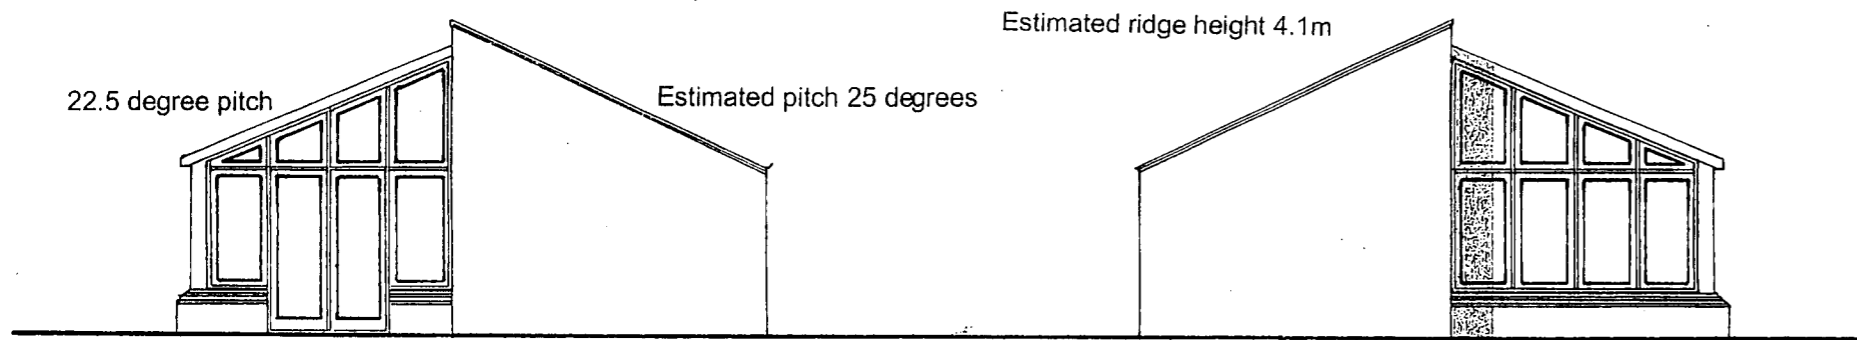 Estimated ridge height 4.1m
22.5 degree pitch
Estimated pitch 25 degrees